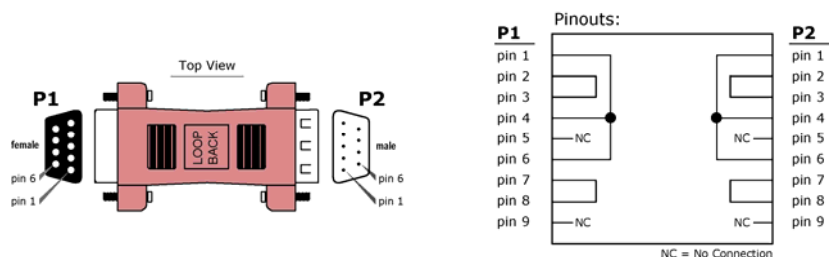 Top View
P1
P2
female
LOOP
BACK
male
pin 6
pin 1
pin 6
pin 1
Pinouts:
P1
pin 1
pin 2
pin 3
pin 4
pin 5
pin 6
pin 7
pin 8
pin 9
NC
NC
NC
NC
P2
pin 1
pin 2
pin 3
pin 4
pin 5
pin 6
pin 7
pin 8
pin 9
NC = No Connection